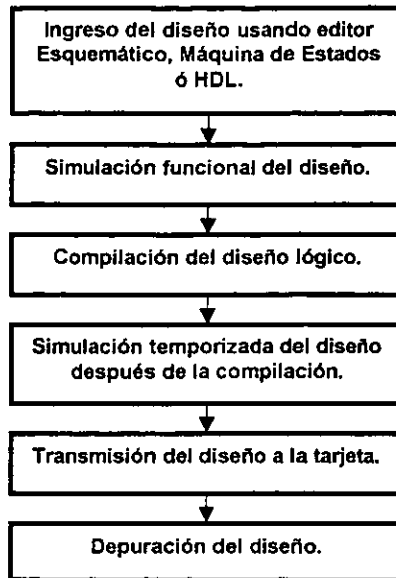 Ingreso del diseño usando editor
Esquemático, Máquina de Estados
ó HDL.
Simulación funcional del diseño.
Compilación del diseño lógico.
Simulación temporizada del diseño
después de la compilación.
Transmisión del diseño a la tarjeta.
Depuración del diseño.